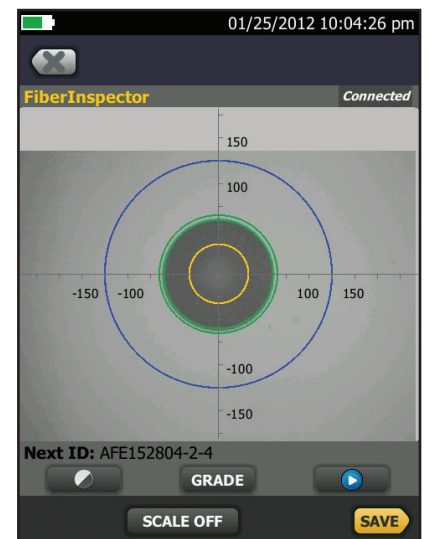 01/25/2012 10:04:26 pm
FiberInspector Connected
150
100
-150 -100 100 150
-100
-150
Next ID: AFE152804-2-4
GRADE
SCALE OFF SAVE